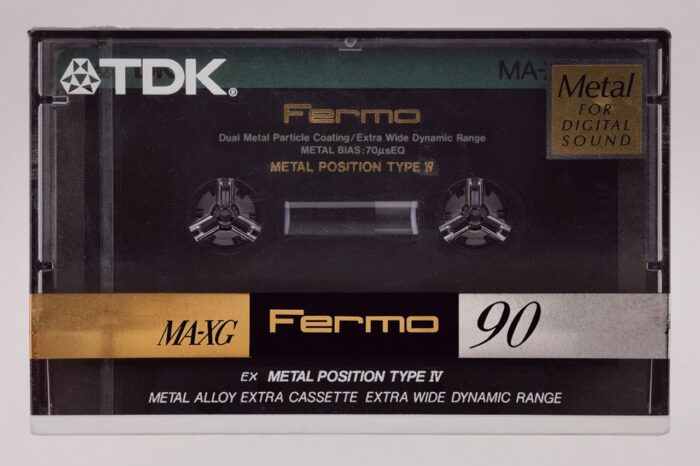 TDK®
MA-X
Metal
FOR
DIGITAL
SOUND
Fermo
Dual Metal Particle Coating/Extra Wide Dynamic Range
METAL BIAS:70µsEQ
METAL POSITION TYPE IV
MA-XG Fermo 90
EX METAL POSITION TYPE IV
METAL ALLOY EXTRA CASSETTE EXTRA WIDE DYNAMIC RANGE